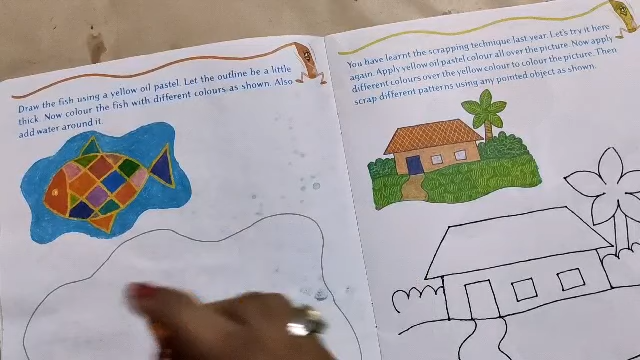 Draw the fish using a yellow oil pastel. Let the outline be a little
thick. Now colour the fish with different colours as shown. Also
add water around it.
You have learnt the scrapping technique last year. Let's try it here
again. Apply yellow oil pastel colour all over the picture. Now apply
different colours over the yellow colour to colour the picture. Then
scrap different patterns using any pointed object as shown.